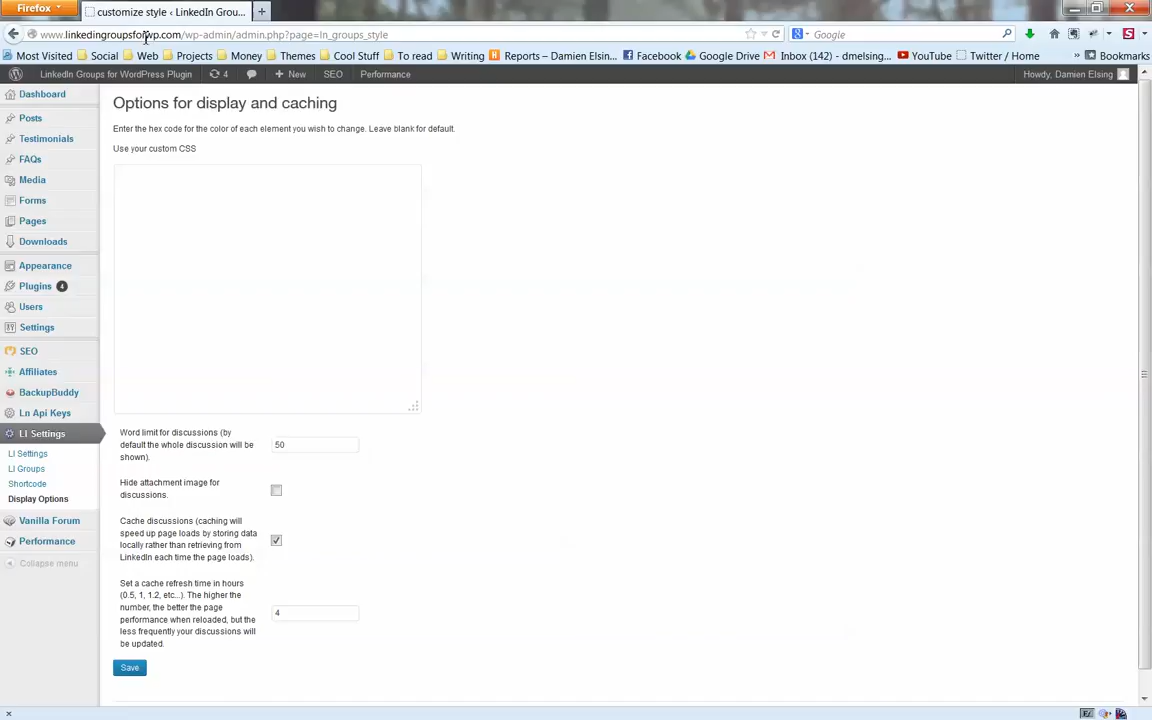 Firefox
customize style ‹ LinkedIn Grou...
www.linkedingroupsforwp.com/wp-admin/admin.php?page=ln_groups_style
Google
Most Visited Social Web Projects Money Themes Cool Stuff To read Writing Reports – Damien Elsing... Facebook Google Drive Inbox (142) - dmelsing... YouTube Twitter / Home » Bookmarks
LinkedIn Groups for WordPress Plugin 4 + New SEO Performance Howdy, Damien Elsing
Dashboard
Posts
Testimonials
FAQs
Media
Forms
Pages
Downloads
Appearance
Plugins 4
Users
Settings
SEO
Affiliates
BackupBuddy
Ln Api Keys
LI Settings
LI Settings
LI Groups
Shortcode
Display Options
Vanilla Forum
Performance
Collapse menu
Options for display and caching
Enter the hex code for the color of each element you wish to change. Leave blank for default.
Use your custom CSS
Word limit for discussions (by
default the whole discussion will be
shown).
50
Hide attachment image for
discussions.
Cache discussions (caching will
speed up page loads by storing data
locally rather than retrieving from
LinkedIn each time the page loads).
Set a cache refresh time in hours
(0.5, 1, 1.2, etc...). The higher the
number, the better the page
performance when reloaded, but the
less frequently your discussions will
be updated.
4
Save